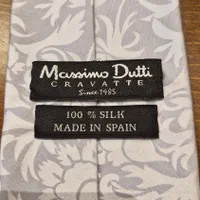 Massimo Dutti
CRAVATTE
Since 1985
100 % SILK
MADE IN SPAIN